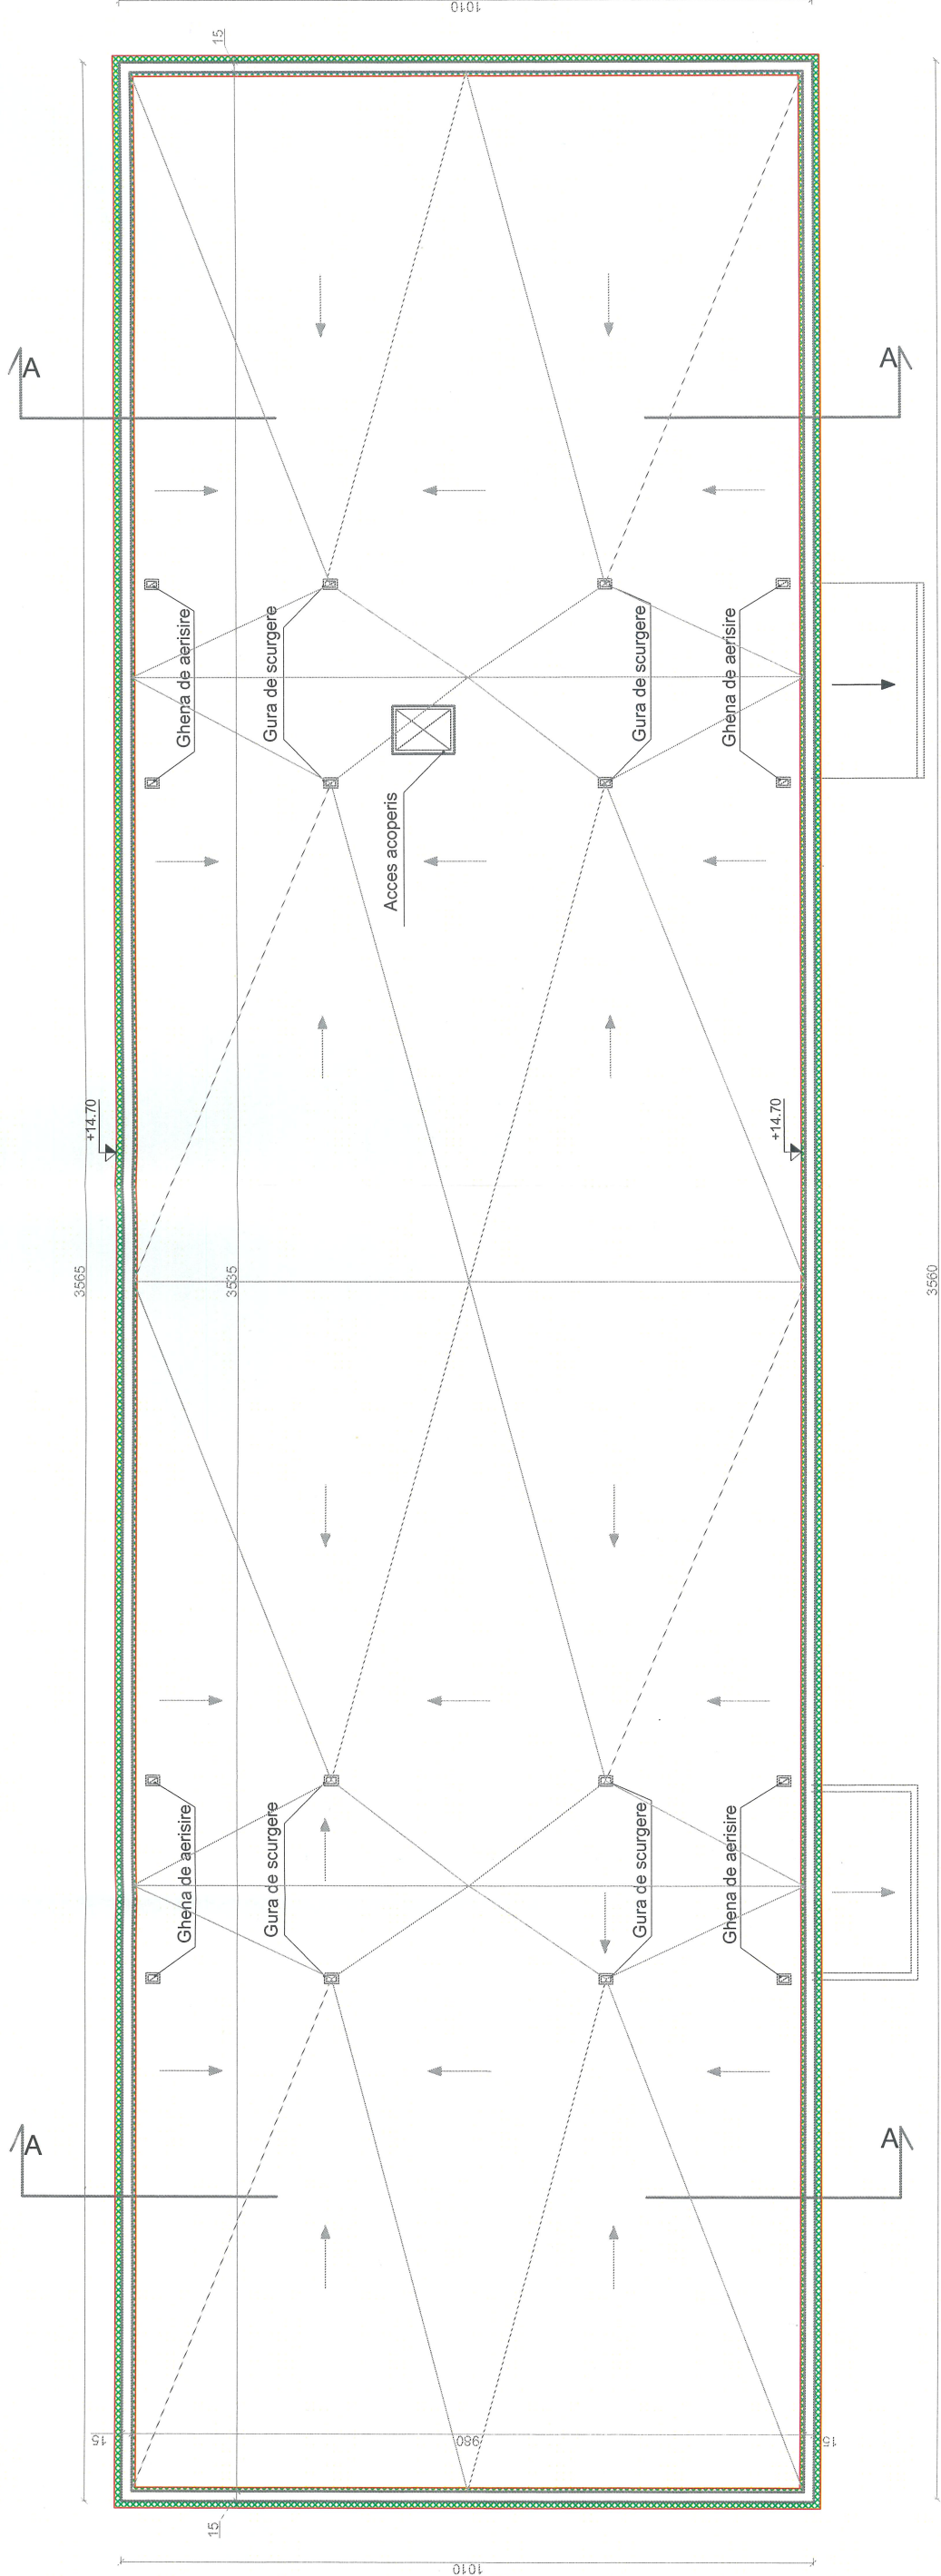 1010
15
A
A
Ghena de aerisire
Gura de scurgere
Gura de scurgere
Ghena de aerisire
Acces acoperis
+14.70
+14.70
3565
3535
3560
Ghena de aerisire
Gura de scurgere
Gura de scurgere
Ghena de aerisire
A
A
15
980
15
15
1010